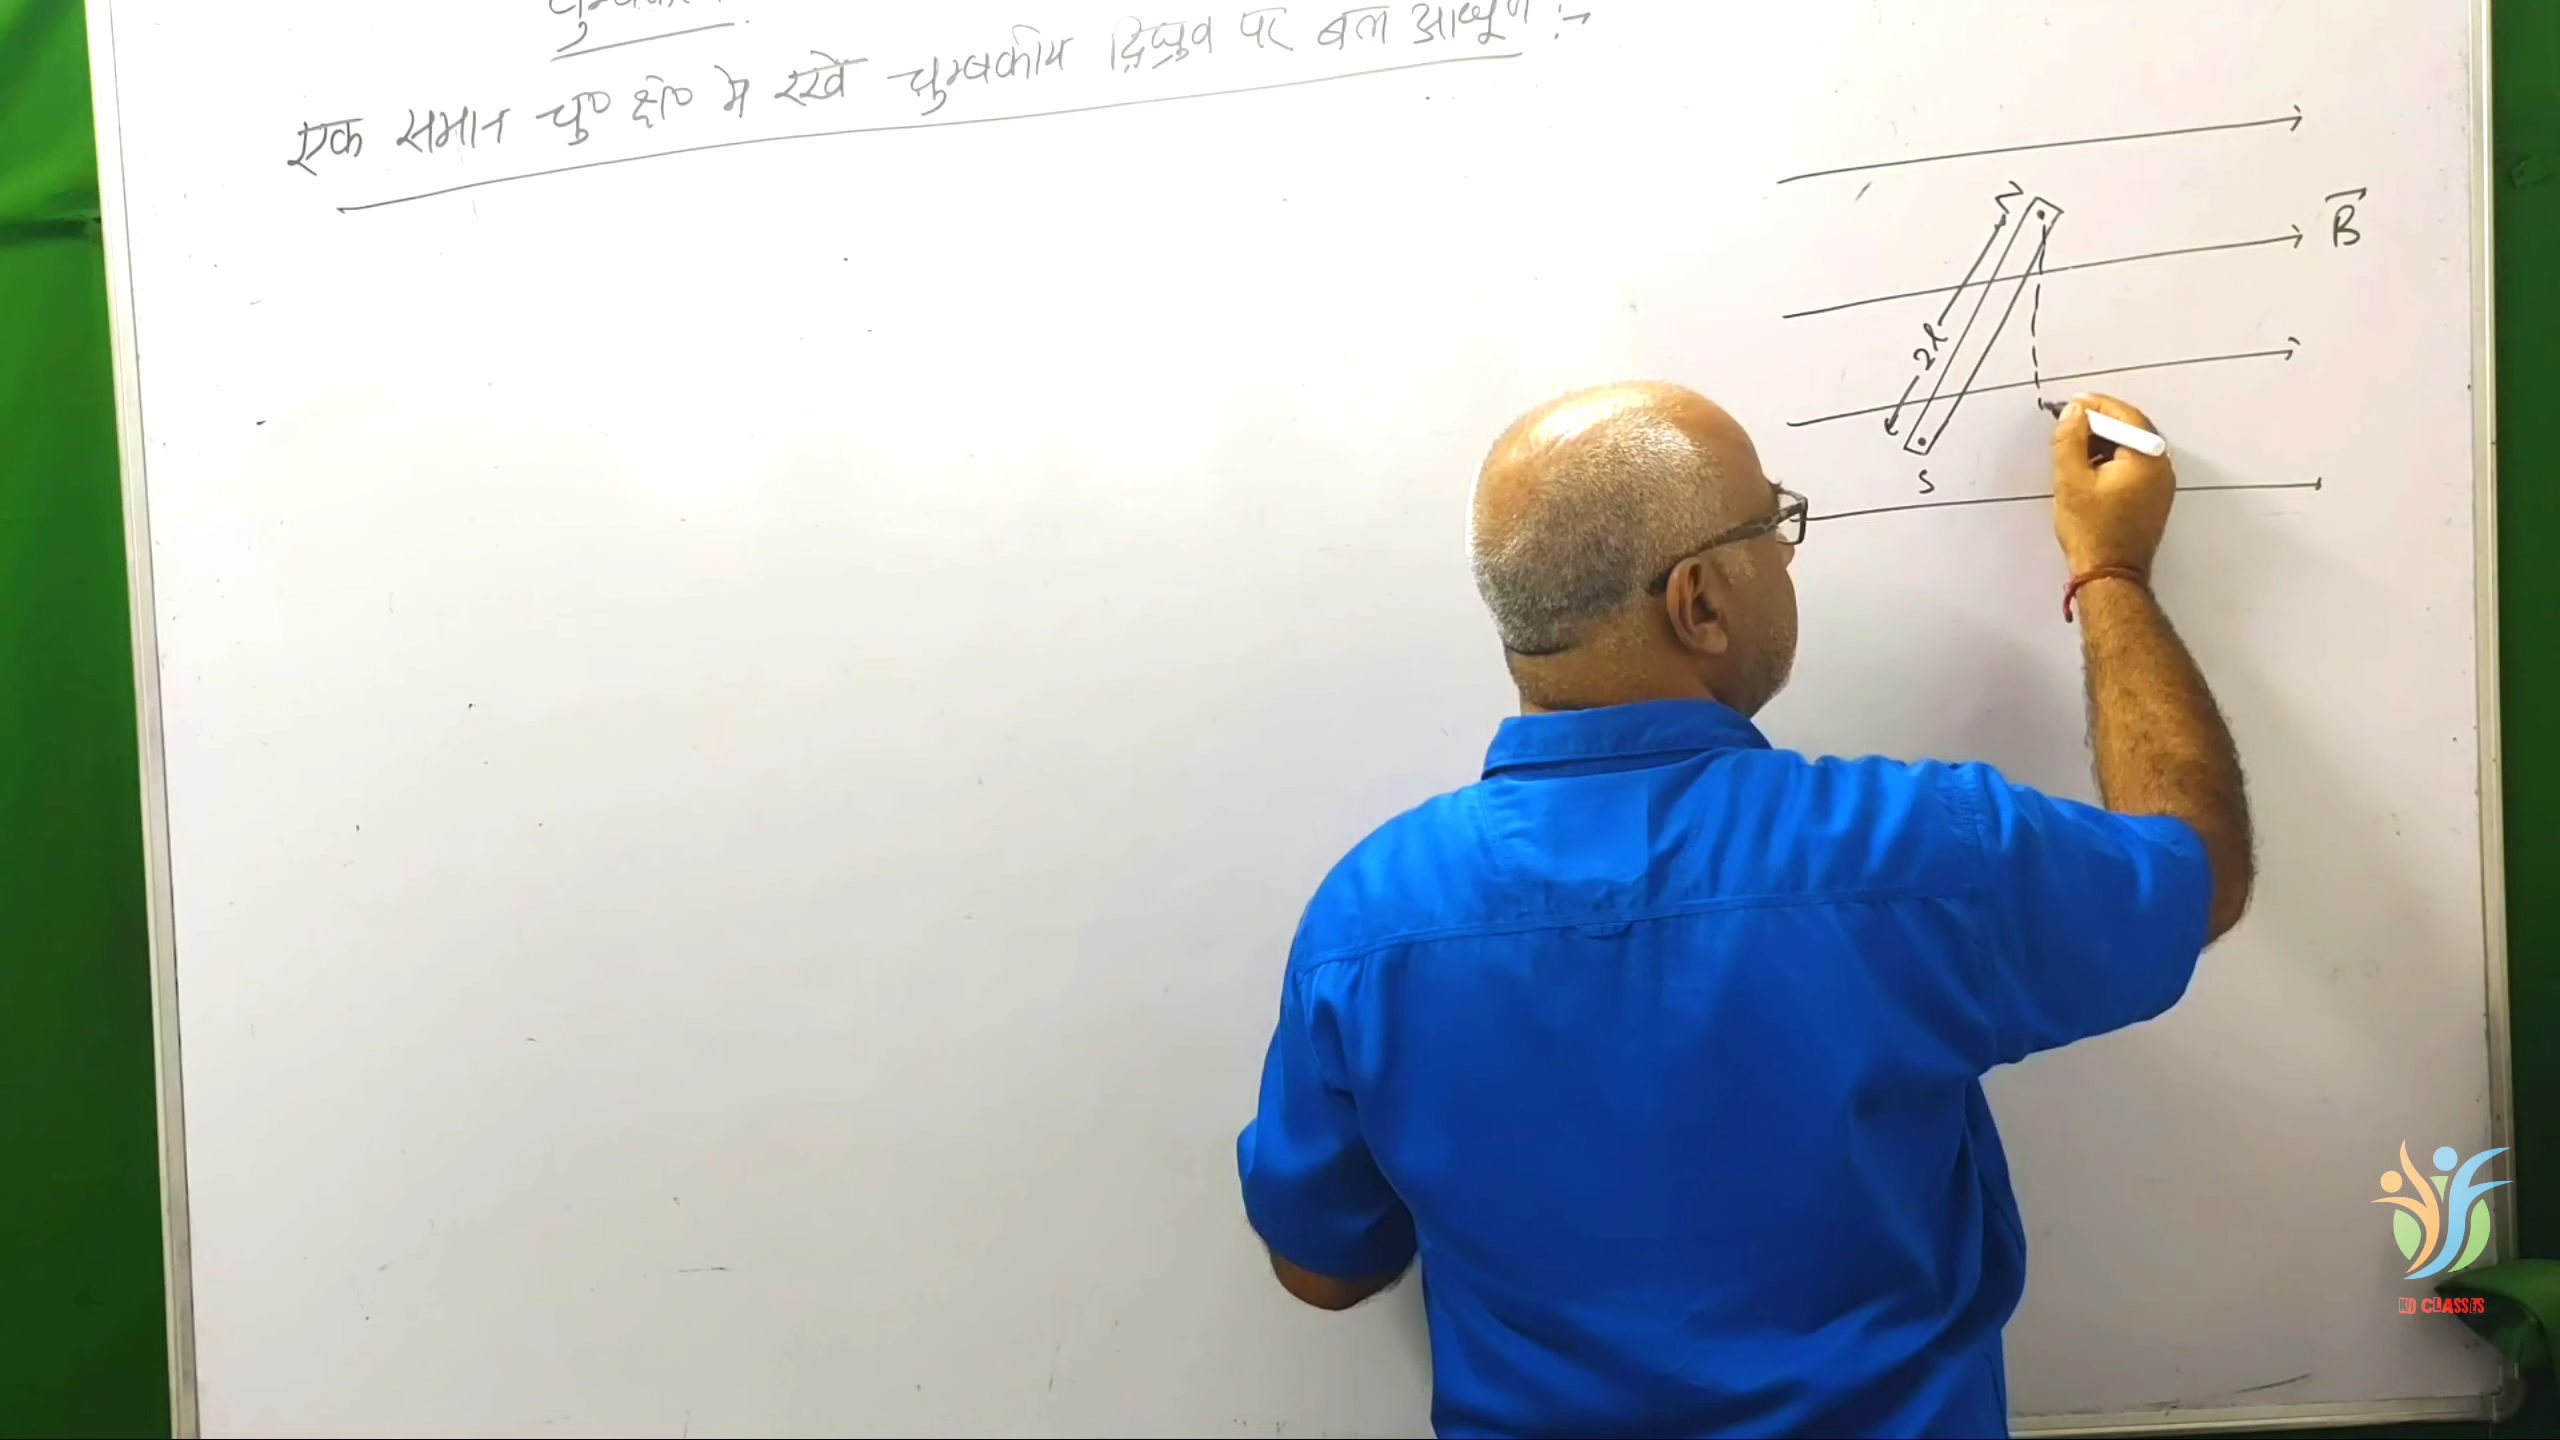 एक समान चु० क्षे० मे रखे चुम्बकीय द्विध्रुव पर बल आघूर्ण :-
N
B
2l
S
KD CLASSES